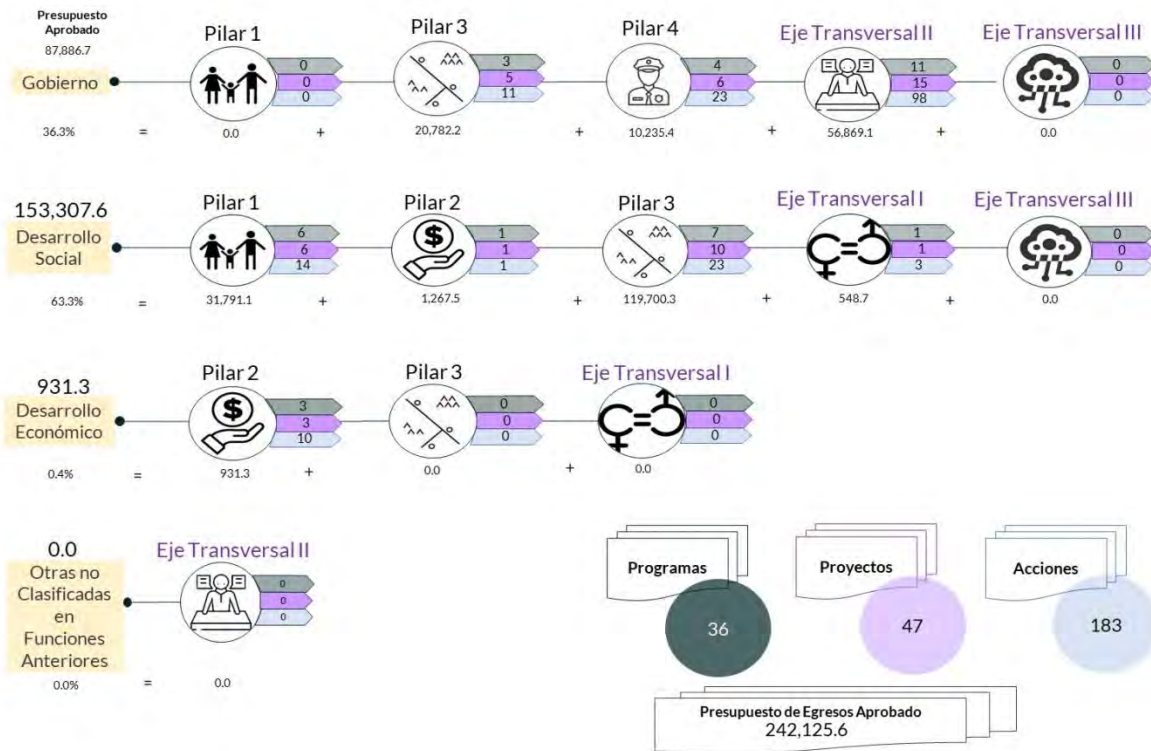 Presupuesto
Aprobado
87,886.7
Gobierno
36.3%
=
Pilar 1
0
0
0
0.0
+
Pilar 3
3
5
11
20,782.2
+
Pilar 4
4
6
23
10,235.4
+
Eje Transversal II
11
15
98
56,869.1
+
Eje Transversal III
0
0
0
0.0
153,307.6
Desarrollo
Social
63.3%
=
Pilar 1
6
6
14
31,791.1
+
Pilar 2
$
1
1
1
1,267.5
+
Pilar 3
7
10
23
119,700.3
+
Eje Transversal I
1
1
3
548.7
+
Eje Transversal III
0
0
0
0.0
931.3
Desarrollo
Económico
0.4%
=
Pilar 2
$
3
3
10
931.3
+
Pilar 3
0
0
0
0.0
+
Eje Transversal I
0
0
0
0.0
0.0
Otras no
Clasificadas
en
Funciones
Anteriores
0.0%
=
Eje Transversal II
0
0
0
0.0
Programas
36
Proyectos
47
Acciones
183
Presupuesto de Egresos Aprobado
242,125.6